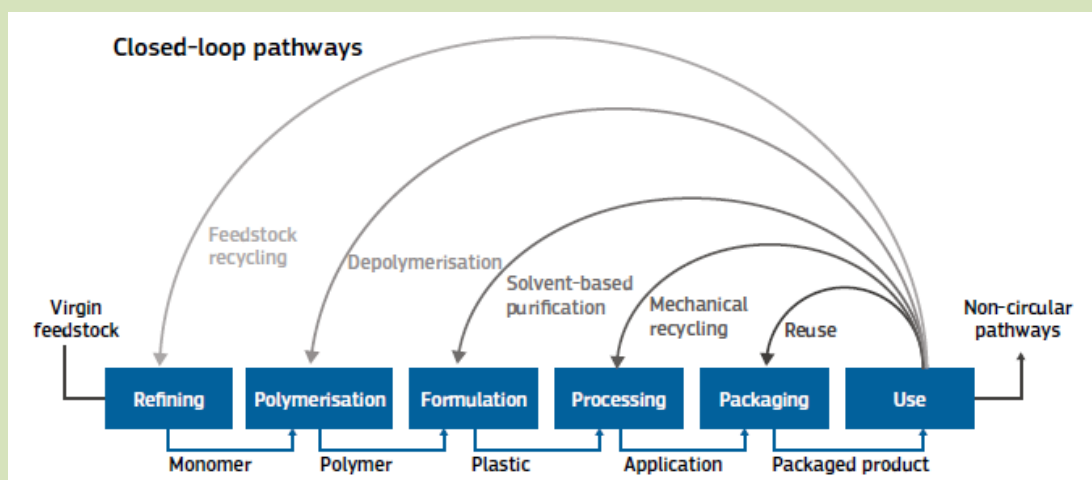 Closed-loop pathways
Feedstock
recycling
Depolymerisation
Solvent-based
purification
Mechanical
recycling
Reuse
Virgin
feedstock
Non-circular
pathways
Refining
Polymerisation
Formulation
Processing
Packaging
Use
Monomer
Polymer
Plastic
Application
Packaged product